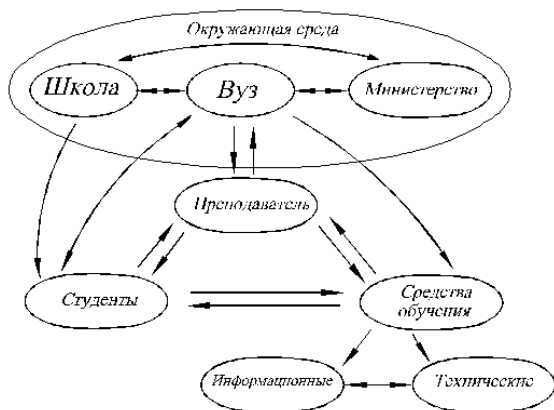 Окружающая среда
Школа
Вуз
Министерство
Преподаватель
Студенты
Средства
обучения
Информационные
Технические